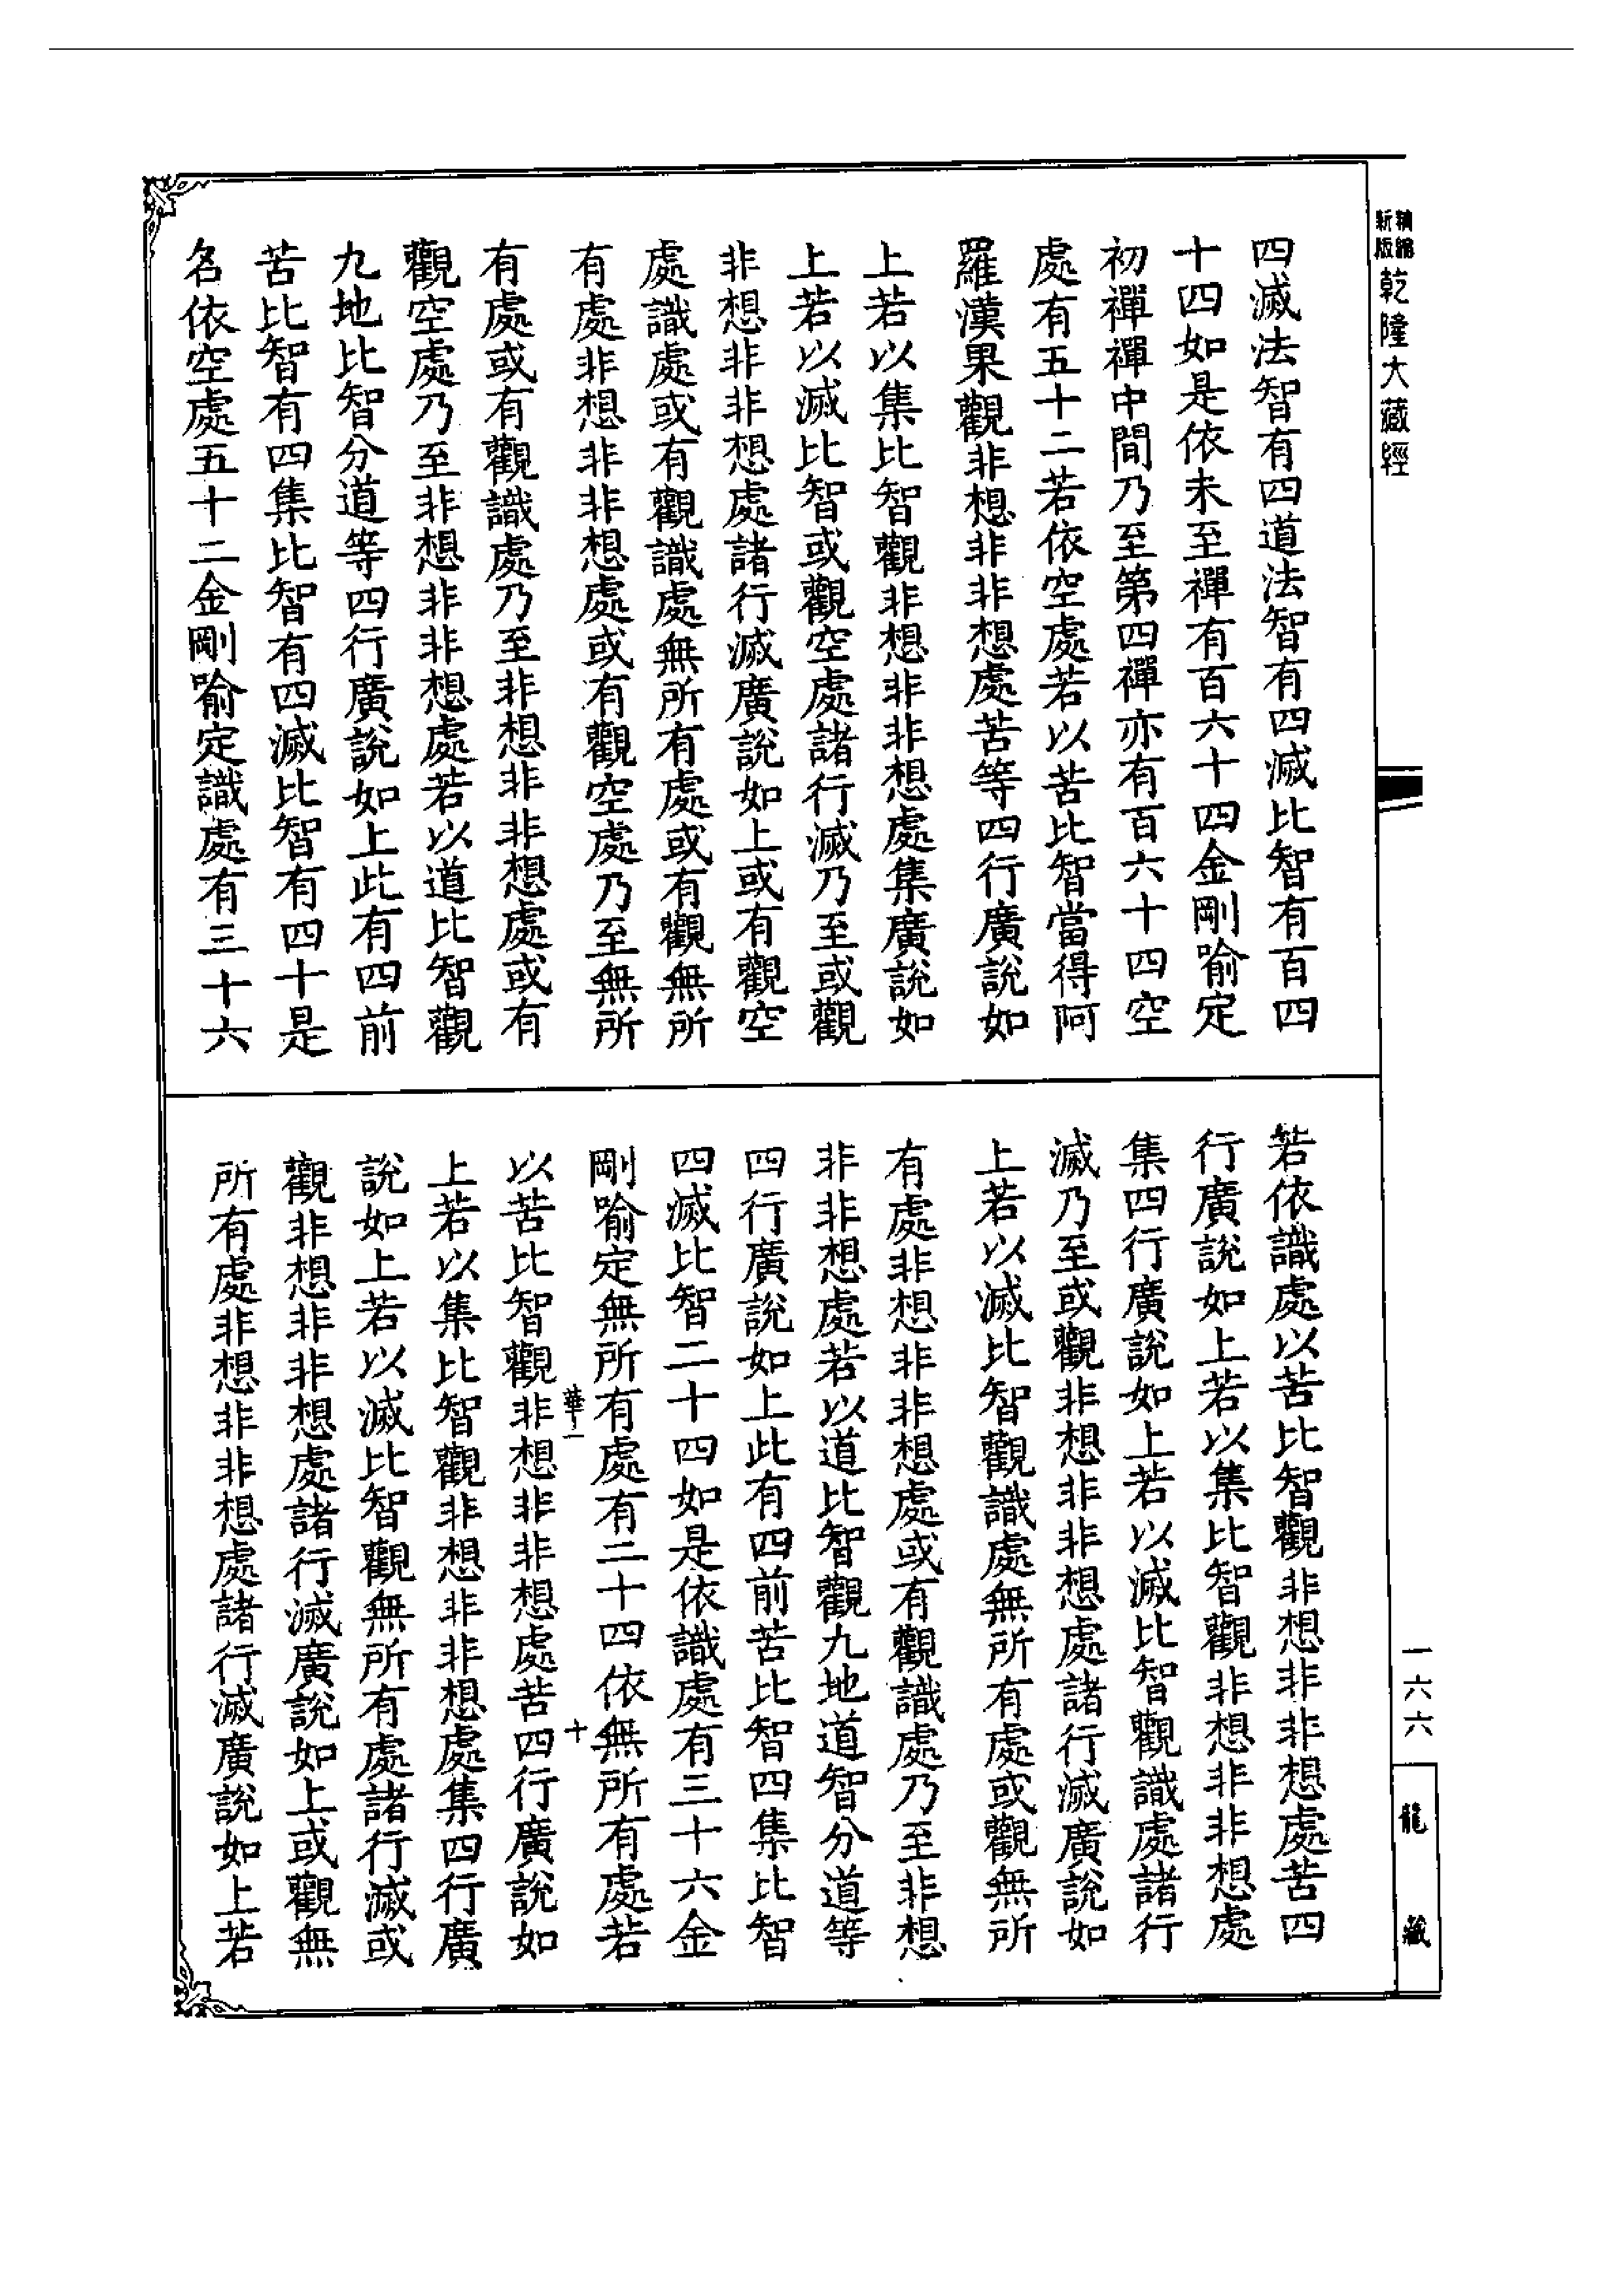 精縮新版乾隆大藏經
四滅法智有四道法智有四滅比智有百四
十四如是依未至禪有百六十四金剛喻定
初禪禪中間乃至第四禪亦有百六十四空
處有五十二若依空處若以苦比智當得阿
羅漢果觀非想非非想處苦等四行廣說如
上若以集比智觀非想非非想處集廣說如
上若以滅比智或觀空處諸行滅乃至或觀
非想非非想處諸行滅廣說如上或有觀空
處識處或有觀識處無所有處或有觀無所
有處非想非非想處或有觀空處乃至無所
有處或有觀識處乃至非想非非想處或有
觀空處乃至非想非非想處若以道比智觀
九地比智分道等四行廣說如上此有四前
苦比智有四集比智有四滅比智有四十是
名依空處五十二金剛喻定識處有三十六
若依識處以苦比智觀非想非非想處苦四
行廣說如上若以集比智觀非想非非想處
集四行廣說如上若以滅比智觀識處諸行
滅乃至或觀非想非非想處諸行滅廣說如
上若以滅比智觀識處無所有處或觀無所
有處非想非非想處或有觀識處乃至非想
非非想處若以道比智觀九地道智分道等
四行廣說如上此有四前苦比智四集比智
四滅比智二十四如是依識處有三十六金
剛喻定無所有處有二十四依無所有處若
華二
十
以苦比智觀非想非非想處苦四行廣說如
上若以集比智觀非想非非想處集四行廣
說如上若以滅比智觀無所有處諸行滅或
觀非想非非想處諸行滅廣說如上或觀無
所有處非想非非想處諸行滅廣說如上若
一六六
龍藏